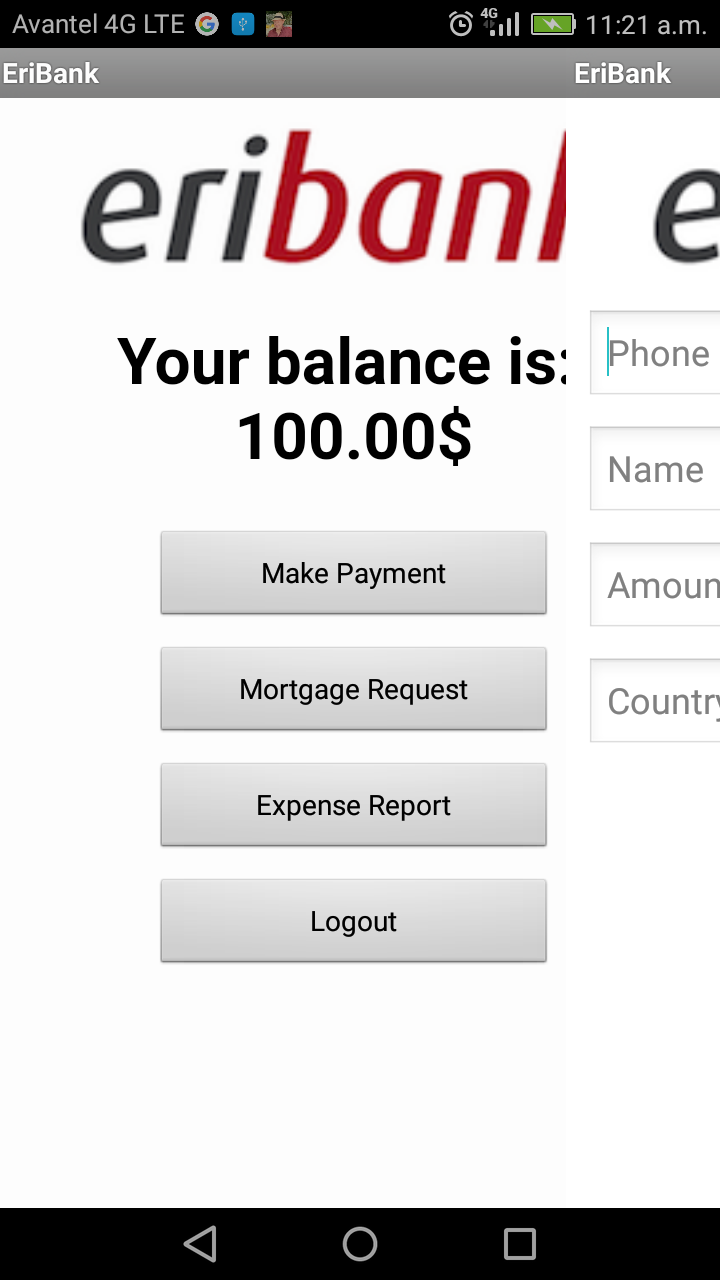 Avantel 4G LTE
4G
11:21 a.m.
EriBank
eribank
Your balance is:
100.00$
Make Payment
Mortgage Request
Expense Report
Logout
EriBank
e
Phone
Name
Amoun
Country